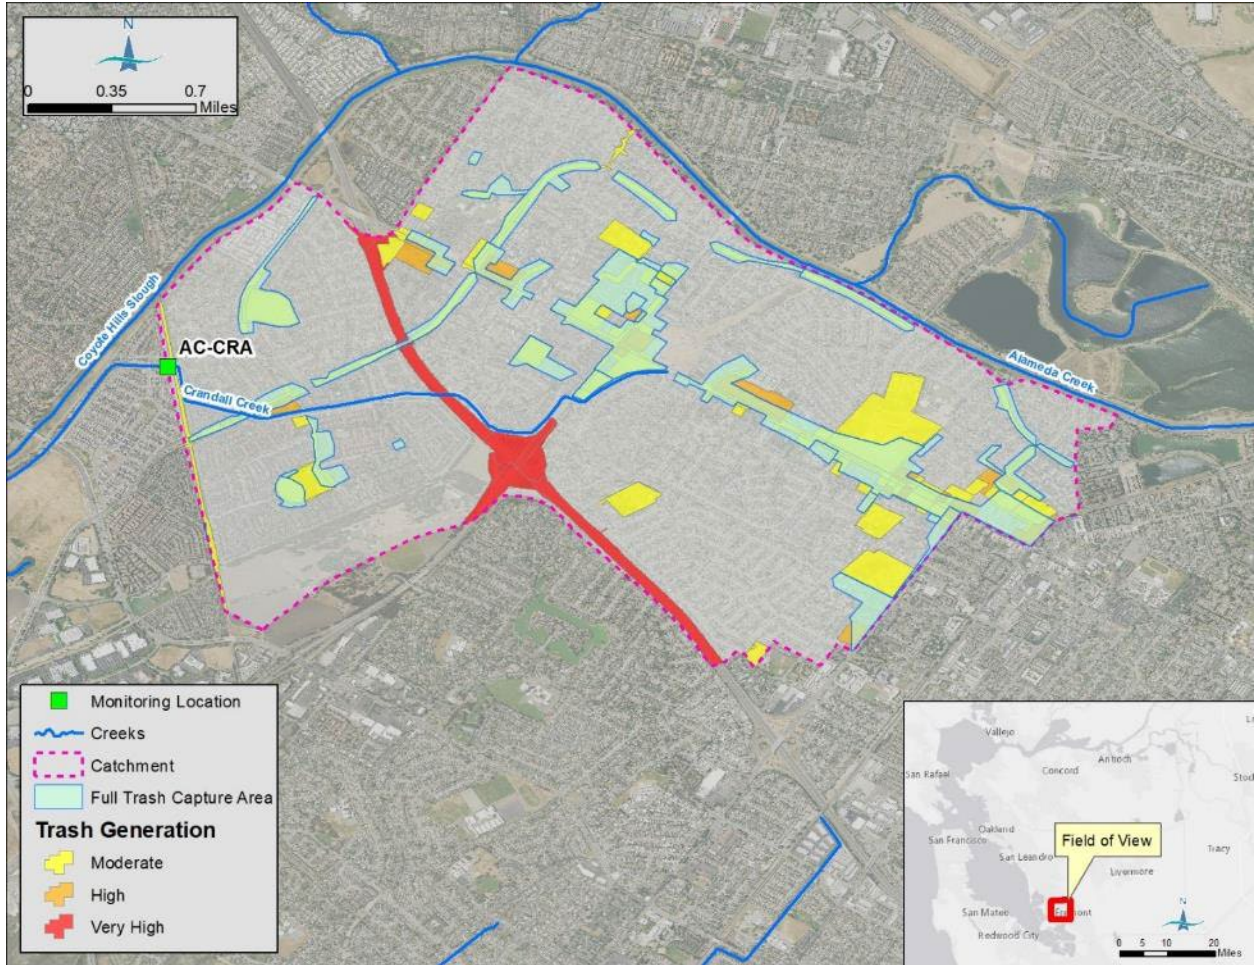 N
0 0.35 0.7
Miles
Coyote Hills Slough
AC-CRA
Crandall Creek
Alameda Creek
Monitoring Location
Creeks
Catchment
Full Trash Capture Area
Trash Generation
Moderate
High
Very High
Vallejo
Antioch
Concord
San Rafael
Stock
Oakland
San Francisco
San Leandro
Field of View
Tracy
Livermore
San Mateo
Fremont
Redwood City
N
0 5 10 20
Miles